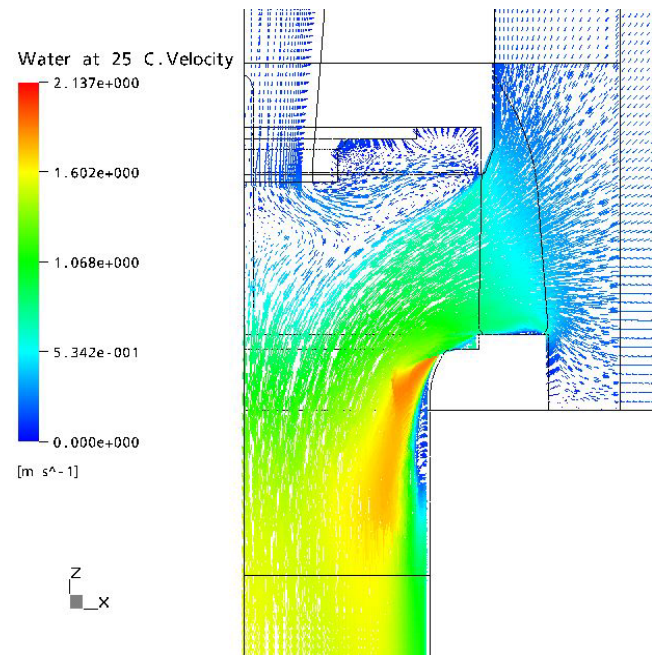 Water at 25 C.Velocity
2.137e+000
1.602e+000
1.068e+000
5.342e-001
0.000e+000
[m s^-1]
Z
X